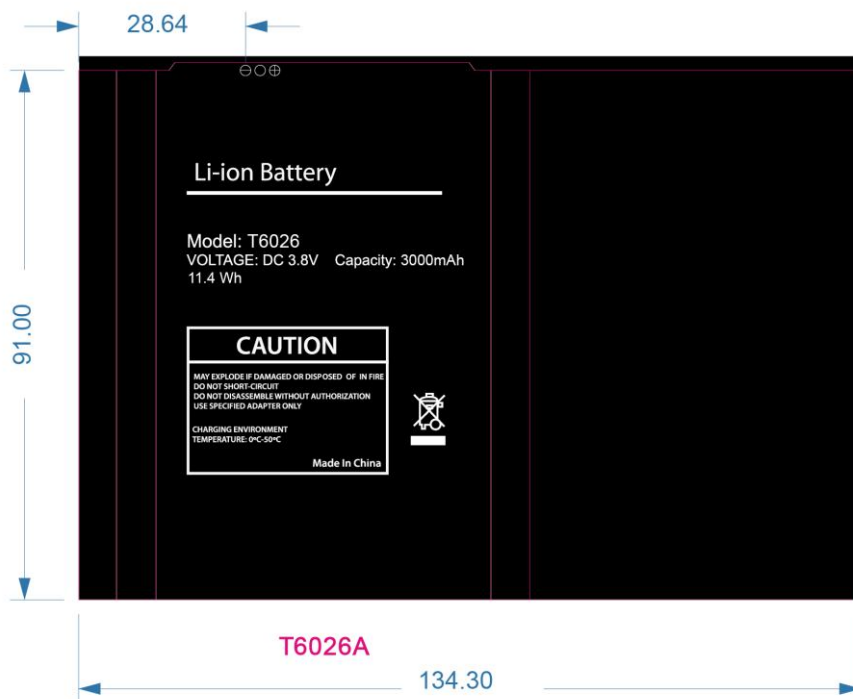 28.64
⊖○⊕
Li-ion Battery
Model: T6026
VOLTAGE: DC 3.8V Capacity: 3000mAh
11.4 Wh
91.00
CAUTION
MAY EXPLODE IF DAMAGED OR DISPOSED OF IN FIRE
DO NOT SHORT-CIRCUIT
DO NOT DISASSEMBLE WITHOUT AUTHORIZATION
USE SPECIFIED ADAPTER ONLY
CHARGING ENVIRONMENT
TEMPERATURE: 0ºC-50ºC
Made In China
T6026A
134.30